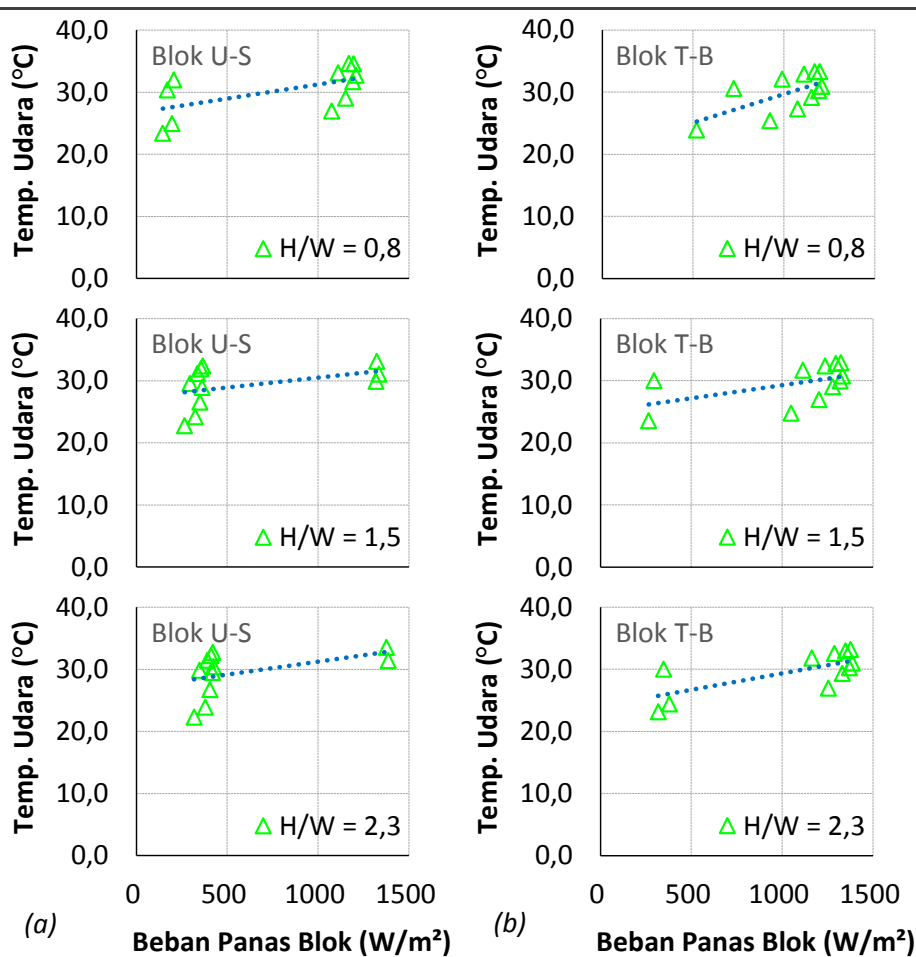 Temp. Udara (°C)
40,0
30,0
20,0
10,0
0,0
Blok U-S
H/W = 0,8
Temp. Udara (°C)
40,0
30,0
20,0
10,0
0,0
Blok T-B
H/W = 0,8
Temp. Udara (°C)
40,0
30,0
20,0
10,0
0,0
Blok U-S
H/W = 1,5
Temp. Udara (°C)
40,0
30,0
20,0
10,0
0,0
Blok T-B
H/W = 1,5
Temp. Udara (°C)
40,0
30,0
20,0
10,0
0,0
Blok U-S
H/W = 2,3
Temp. Udara (°C)
40,0
30,0
20,0
10,0
0,0
Blok T-B
H/W = 2,3
0 500 1000 1500
0 500 1000 1500
(a)
Beban Panas Blok (W/m²)
(b)
Beban Panas Blok (W/m²)